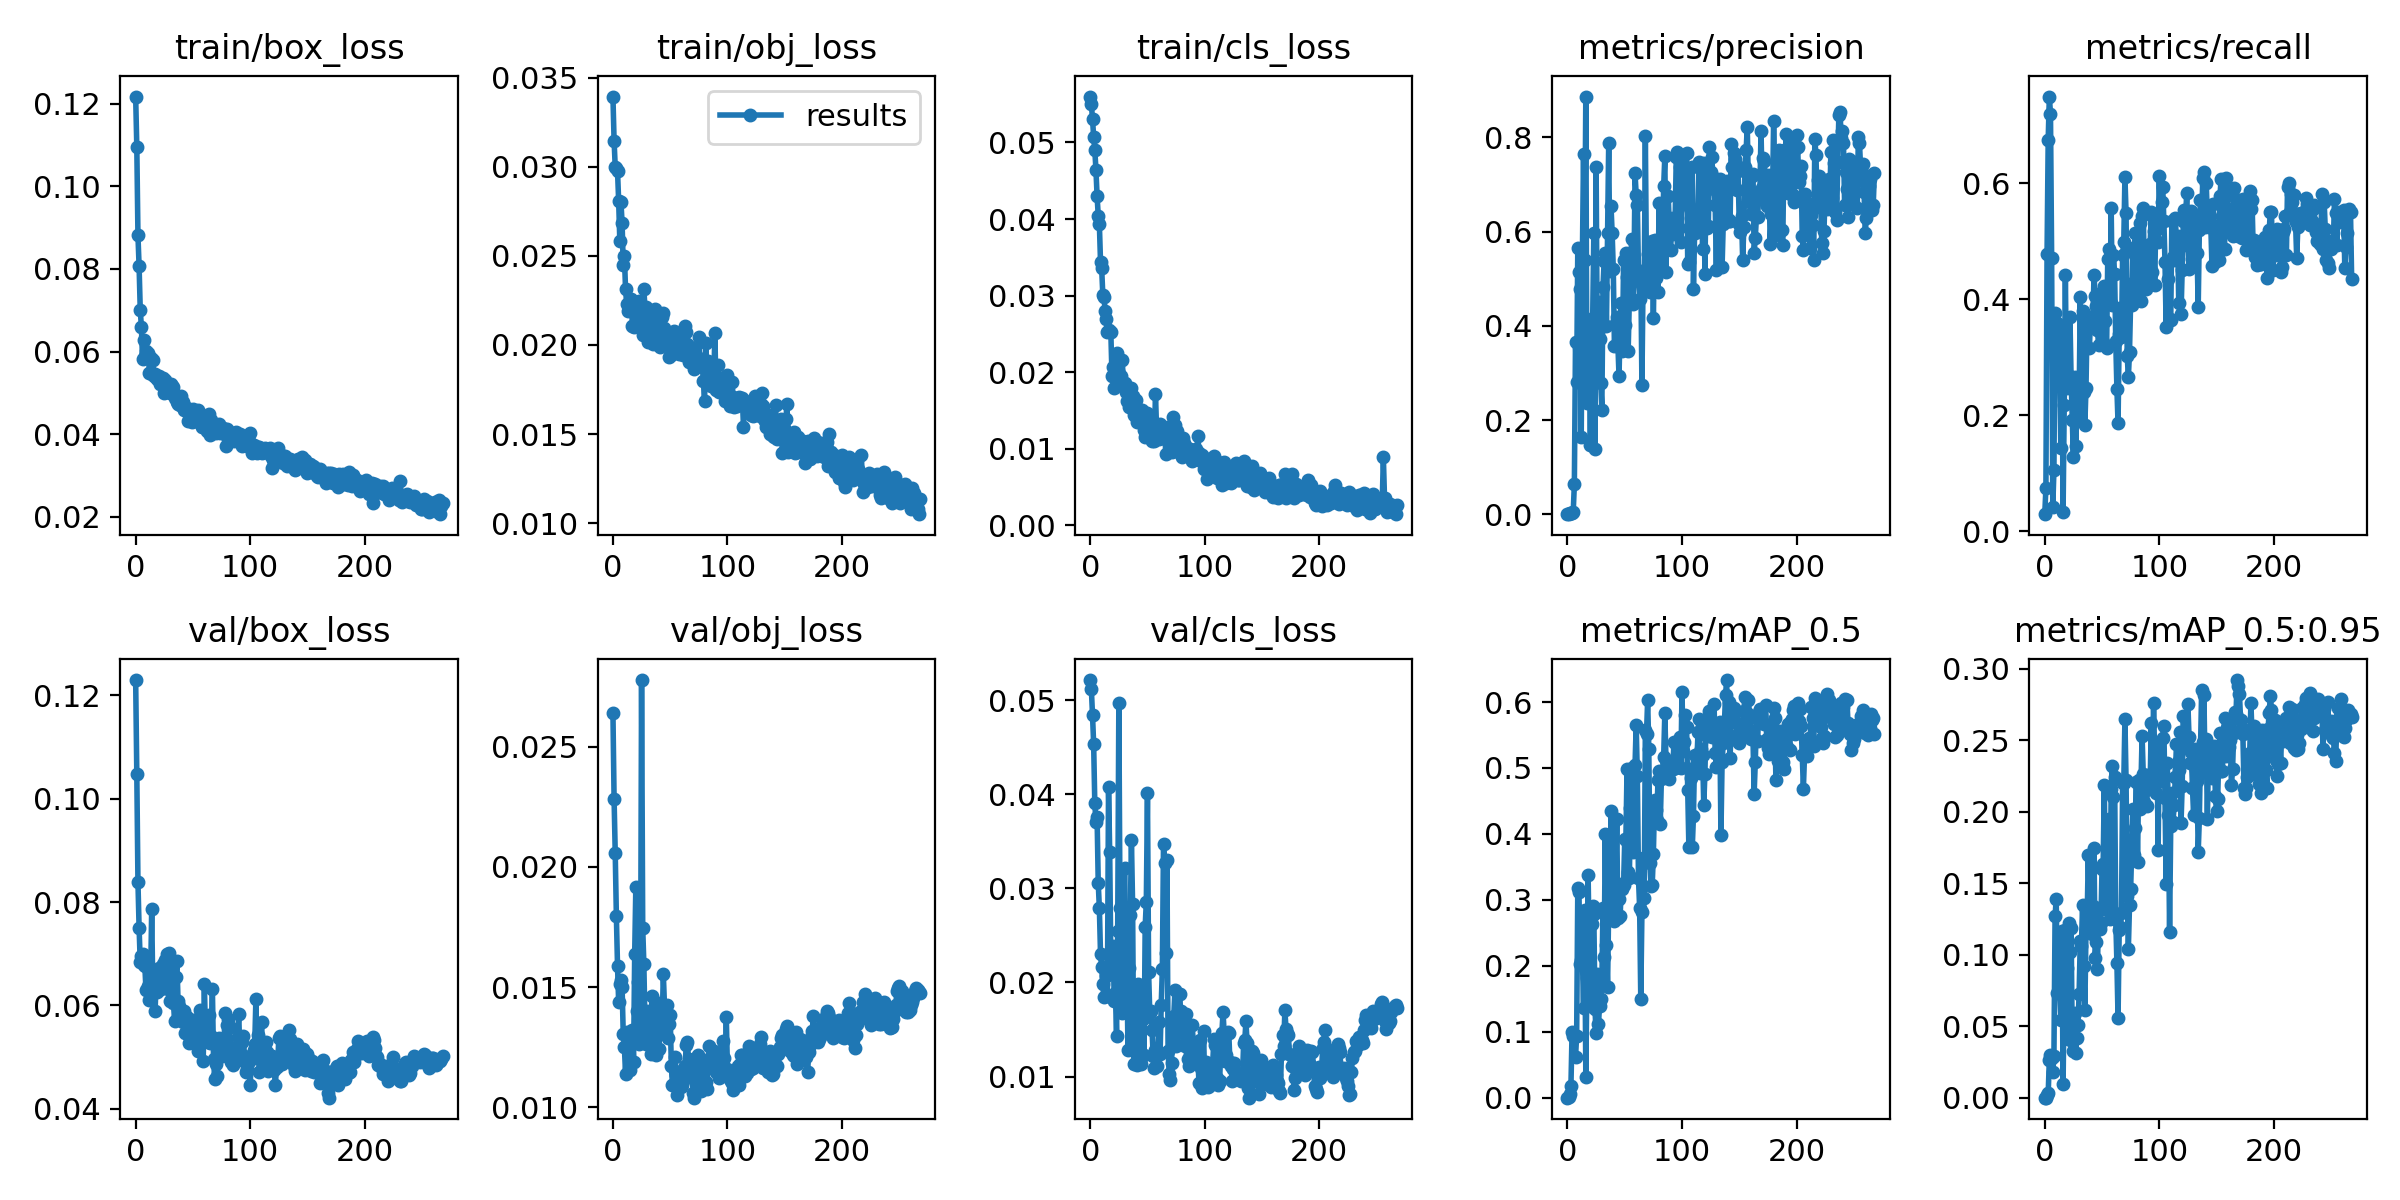 train/box_loss
0.12
0.10
0.08
0.06
0.04
0.02
0 100 200
train/obj_loss
results
0.035
0.030
0.025
0.020
0.015
0.010
0 100 200
train/cls_loss
0.05
0.04
0.03
0.02
0.01
0.00
0 100 200
metrics/precision
0.8
0.6
0.4
0.2
0.0
0 100 200
metrics/recall
0.6
0.4
0.2
0.0
0 100 200
val/box_loss
0.12
0.10
0.08
0.06
0.04
0 100 200
val/obj_loss
0.025
0.020
0.015
0.010
0 100 200
val/cls_loss
0.05
0.04
0.03
0.02
0.01
0 100 200
metrics/mAP_0.5
0.6
0.5
0.4
0.3
0.2
0.1
0.0
0 100 200
metrics/mAP_0.5:0.95
0.30
0.25
0.20
0.15
0.10
0.05
0.00
0 100 200